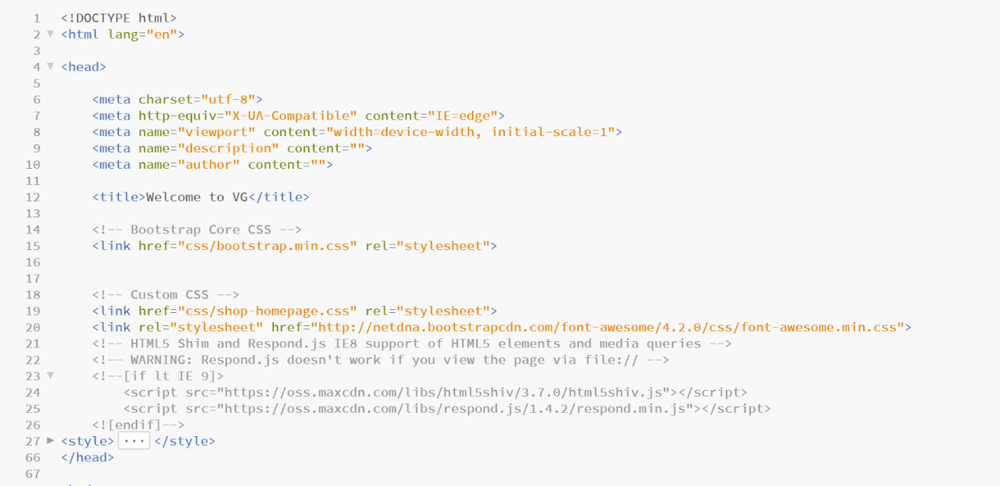 1 <!DOCTYPE html>
2 <html lang="en">
3
4 <head>
5
6 <meta charset="utf-8">
7 <meta http-equiv="X-UA-Compatible" content="IE=edge">
8 <meta name="viewport" content="width=device-width, initial-scale=1">
9 <meta name="description" content="">
10 <meta name="author" content="">
11
12 <title>Welcome to VG</title>
13
14 <!-- Bootstrap Core CSS -->
15 <link href="css/bootstrap.min.css" rel="stylesheet">
16
17
18 <!-- Custom CSS -->
19 <link href="css/shop-homepage.css" rel="stylesheet">
20 <link rel="stylesheet" href="http://netdna.bootstrapcdn.com/font-awesome/4.2.0/css/font-awesome.min.css">
21 <!-- HTML5 Shim and Respond.js IE8 support of HTML5 elements and media queries -->
22 <!-- WARNING: Respond.js doesn't work if you view the page via file:// -->
23 <!--[if lt IE 9]>
24 <script src="https://oss.maxcdn.com/libs/html5shiv/3.7.0/html5shiv.js"></script>
25 <script src="https://oss.maxcdn.com/libs/respond.js/1.4.2/respond.min.js"></script>
26 <![endif]-->
27 <style>...</style>
66 </head>
67